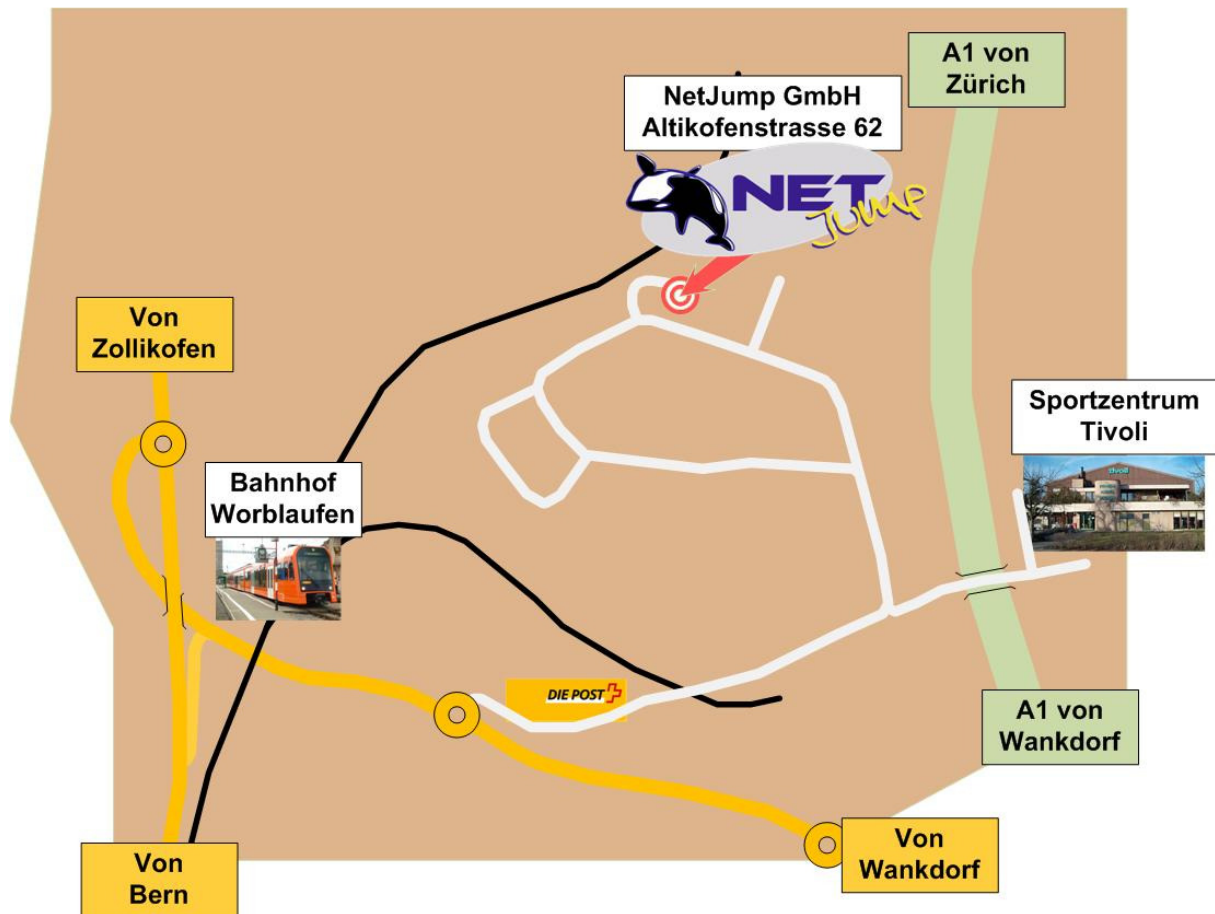 A1 von
Zürich
NetJump GmbH
Altikofenstrasse 62
NET
Jump
Von
Zollikofen
Sportzentrum
Tivoli
tivoli
Bahnhof
Worblaufen
DIE POST
A1 von
Wankdorf
Von
Wankdorf
Von
Bern